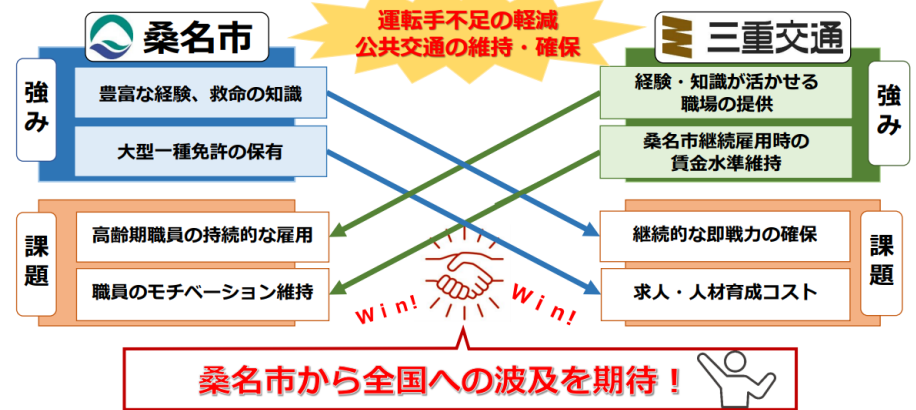 運転手不足の軽減
公共交通の維持・確保
桑名市
三重交通
強み
豊富な経験、救命の知識
大型一種免許の保有
経験・知識が活かせる
職場の提供
桑名市継続雇用時の
賃金水準維持
強み
課題
高齢期職員の持続的な雇用
職員のモチベーション維持
継続的な即戦力の確保
求人・人材育成コスト
課題
Win!
Win!
桑名市から全国への波及を期待！